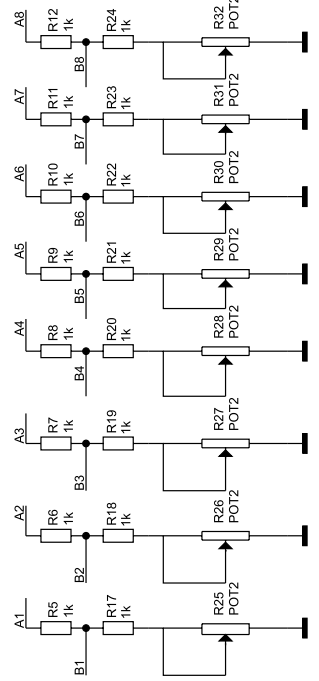 A8
R12
1k
B8
R24
1k
R32
POT2
A7
R11
1k
B7
R23
1k
R31
POT2
A6
R10
1k
B6
R22
1k
R30
POT2
A5
R9
1k
B5
R21
1k
R29
POT2
A4
R8
1k
B4
R20
1k
R28
POT2
A3
R7
1k
B3
R19
1k
R27
POT2
A2
R6
1k
B2
R18
1k
R26
POT2
A1
R5
1k
B1
R17
1k
R25
POT2